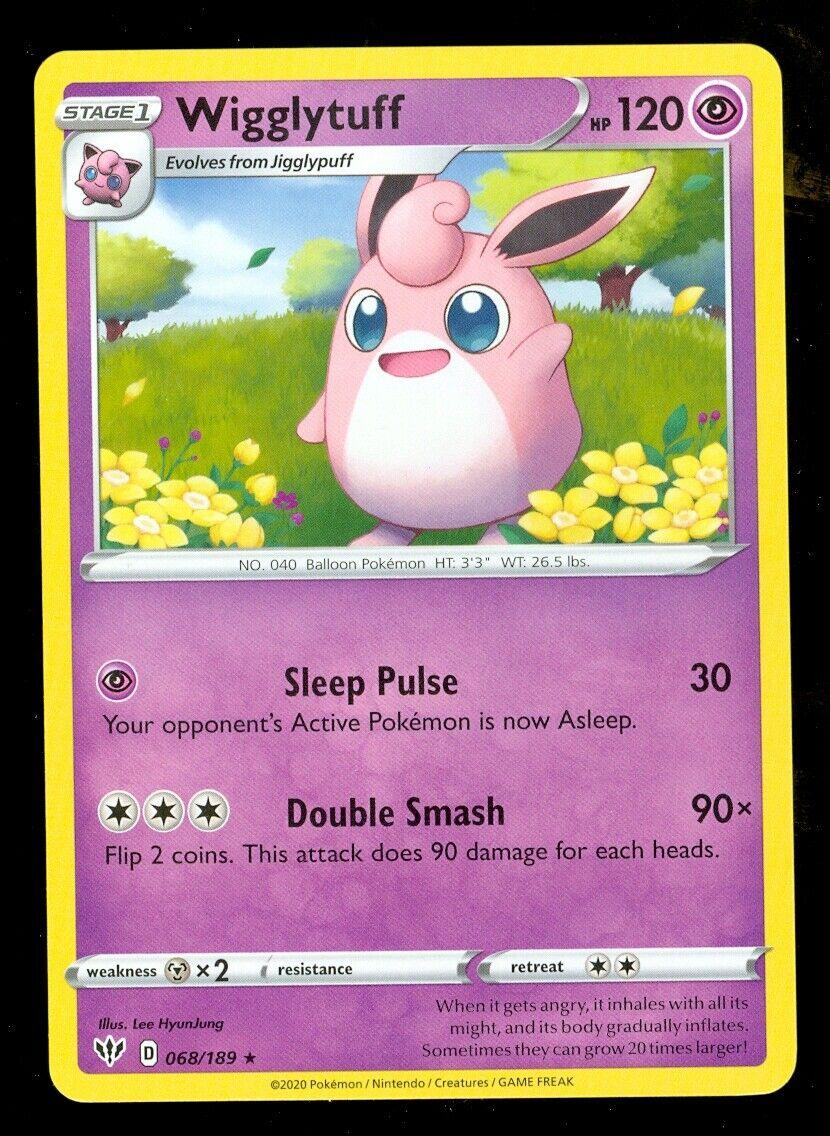 STAGE 1 Wigglytuff HP 120
Evolves from Jigglypuff
NO. 040 Balloon Pokémon HT: 3'3" WT: 26.5 lbs.
Sleep Pulse 30
Your opponent's Active Pokémon is now Asleep.
Double Smash 90×
Flip 2 coins. This attack does 90 damage for each heads.
weakness ×2 resistance retreat
Illus. Lee HyunJung
D 068/189 ★
When it gets angry, it inhales with all its
might, and its body gradually inflates.
Sometimes they can grow 20 times larger!
©2020 Pokémon / Nintendo / Creatures / GAME FREAK